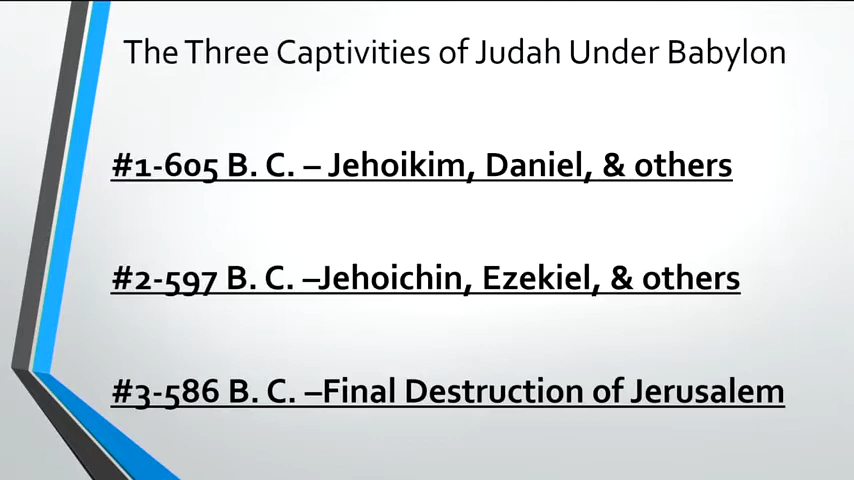 The Three Captivities of Judah Under Babylon
#1-605 B. C. – Jehoikim, Daniel, & others
#2-597 B. C. –Jehoichin, Ezekiel, & others
#3-586 B. C. –Final Destruction of Jerusalem